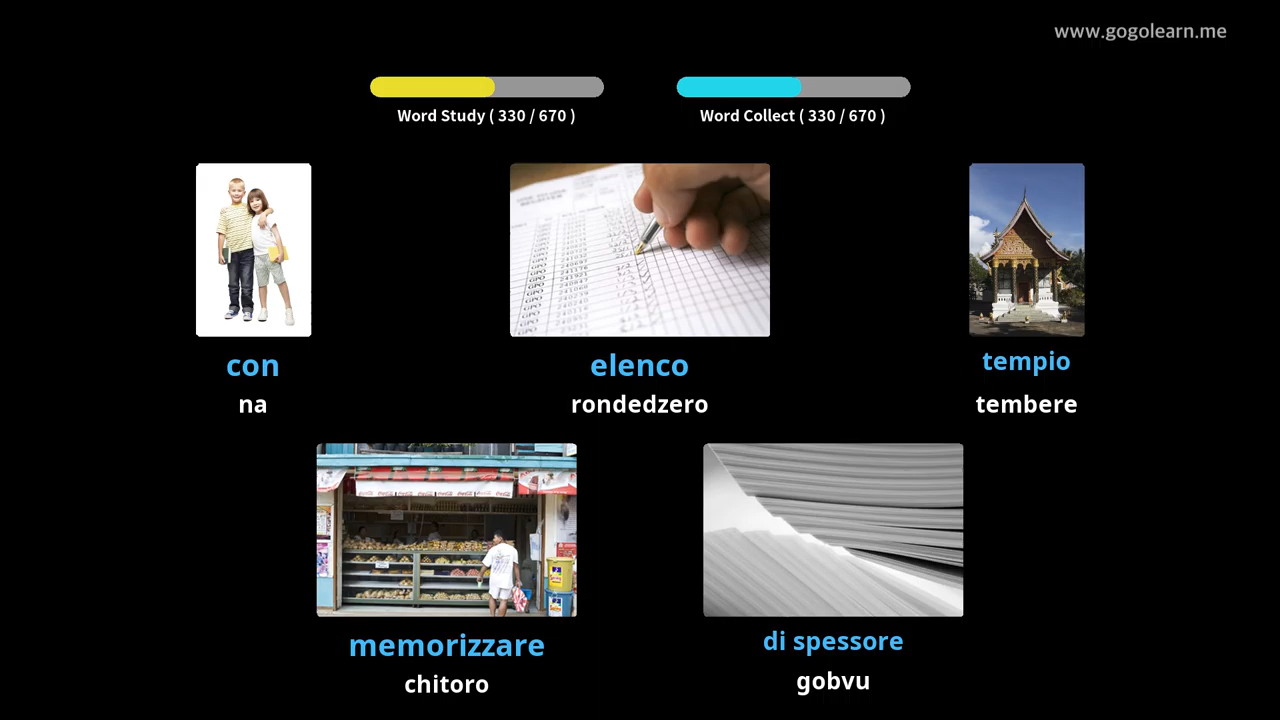 www.gogolearn.me
Word Study ( 330 / 670 )
Word Collect ( 330 / 670 )
con
na
elenco
rondedzero
tempio
tembere
memorizzare
chitoro
di spessore
gobvu